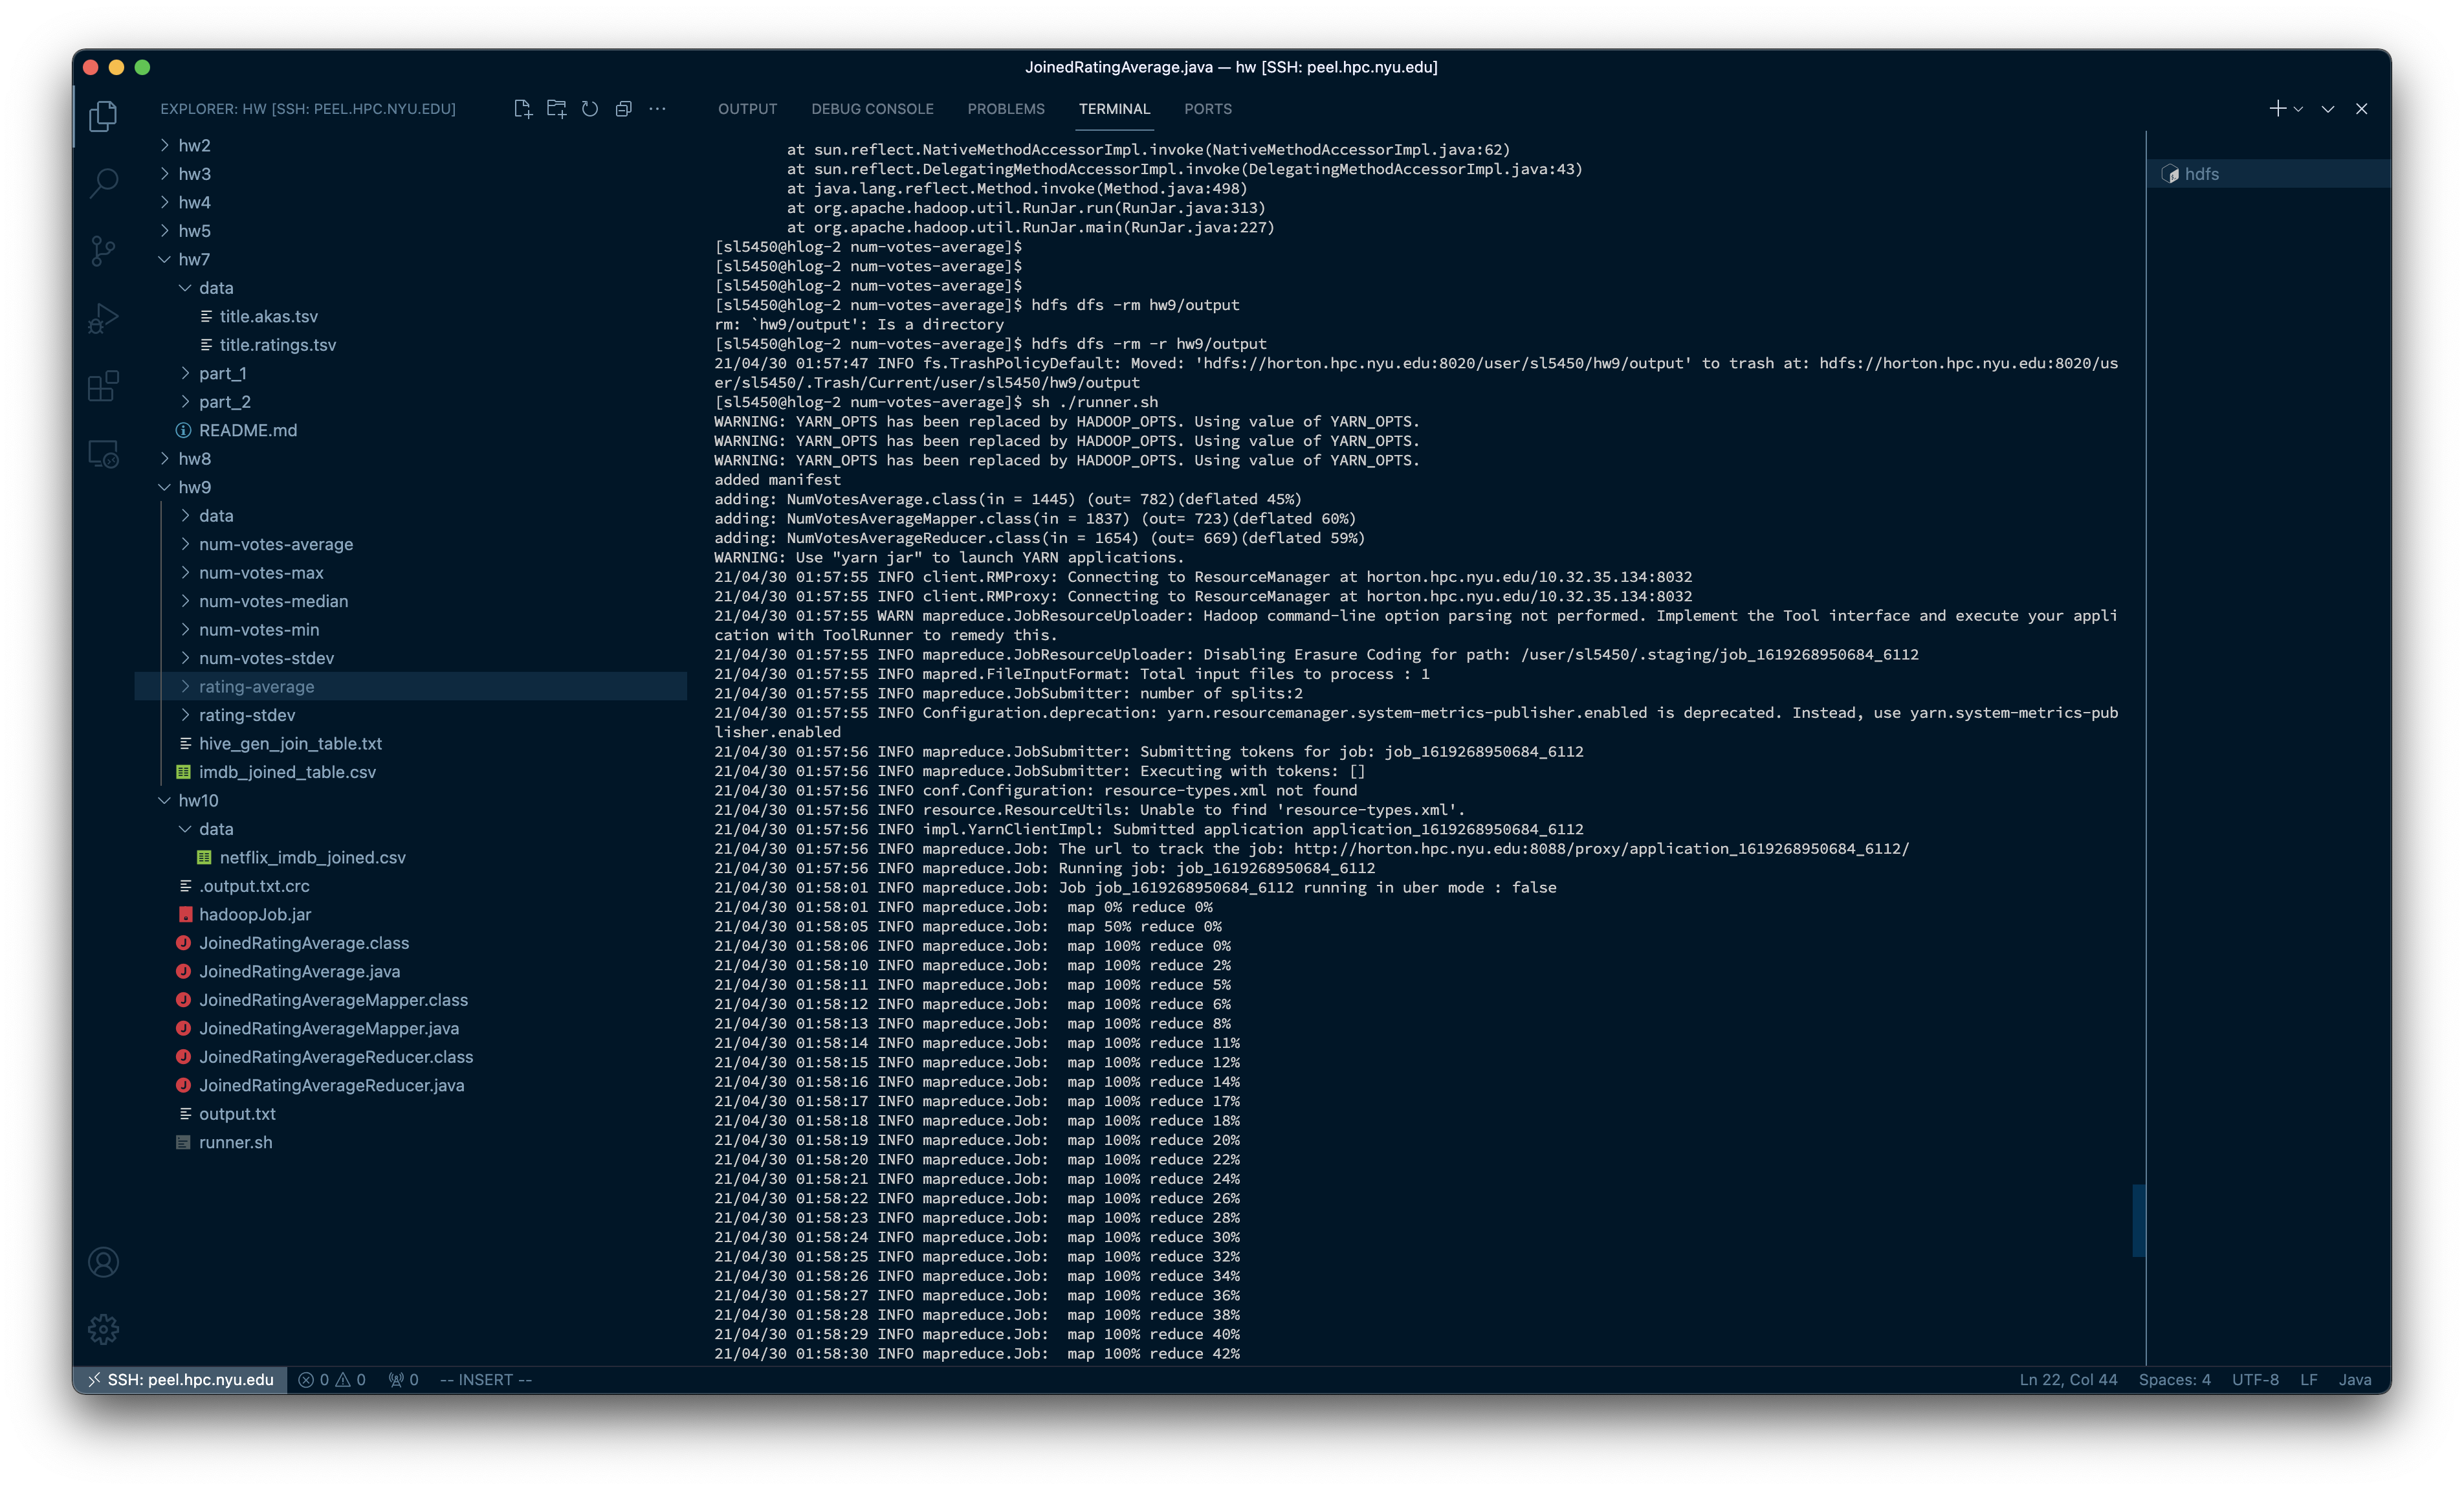 JoinedRatingAverage.java — hw [SSH: peel.hpc.nyu.edu]
EXPLORER: HW [SSH: PEEL.HPC.NYU.EDU]
hw2
hw3
hw4
hw5
hw7
data
title.akas.tsv
title.ratings.tsv
part_1
part_2
README.md
hw8
hw9
data
num-votes-average
num-votes-max
num-votes-median
num-votes-min
num-votes-stdev
rating-average
rating-stdev
hive_gen_join_table.txt
imdb_joined_table.csv
hw10
data
netflix_imdb_joined.csv
.output.txt.crc
hadoopJob.jar
JoinedRatingAverage.class
JoinedRatingAverage.java
JoinedRatingAverageMapper.class
JoinedRatingAverageMapper.java
JoinedRatingAverageReducer.class
JoinedRatingAverageReducer.java
output.txt
runner.sh
OUTPUT DEBUG CONSOLE PROBLEMS TERMINAL PORTS
at sun.reflect.NativeMethodAccessorImpl.invoke(NativeMethodAccessorImpl.java:62)
at sun.reflect.DelegatingMethodAccessorImpl.invoke(DelegatingMethodAccessorImpl.java:43)
at java.lang.reflect.Method.invoke(Method.java:498)
at org.apache.hadoop.util.RunJar.run(RunJar.java:313)
at org.apache.hadoop.util.RunJar.main(RunJar.java:227)
[sl5450@hlog-2 num-votes-average]$
[sl5450@hlog-2 num-votes-average]$
[sl5450@hlog-2 num-votes-average]$
[sl5450@hlog-2 num-votes-average]$ hdfs dfs -rm hw9/output
rm: `hw9/output': Is a directory
[sl5450@hlog-2 num-votes-average]$ hdfs dfs -rm -r hw9/output
21/04/30 01:57:47 INFO fs.TrashPolicyDefault: Moved: 'hdfs://horton.hpc.nyu.edu:8020/user/sl5450/hw9/output' to trash at: hdfs://horton.hpc.nyu.edu:8020/us
er/sl5450/.Trash/Current/user/sl5450/hw9/output
[sl5450@hlog-2 num-votes-average]$ sh ./runner.sh
WARNING: YARN_OPTS has been replaced by HADOOP_OPTS. Using value of YARN_OPTS.
WARNING: YARN_OPTS has been replaced by HADOOP_OPTS. Using value of YARN_OPTS.
WARNING: YARN_OPTS has been replaced by HADOOP_OPTS. Using value of YARN_OPTS.
added manifest
adding: NumVotesAverage.class(in = 1445) (out= 782)(deflated 45%)
adding: NumVotesAverageMapper.class(in = 1837) (out= 723)(deflated 60%)
adding: NumVotesAverageReducer.class(in = 1654) (out= 669)(deflated 59%)
WARNING: Use "yarn jar" to launch YARN applications.
21/04/30 01:57:55 INFO client.RMProxy: Connecting to ResourceManager at horton.hpc.nyu.edu/10.32.35.134:8032
21/04/30 01:57:55 INFO client.RMProxy: Connecting to ResourceManager at horton.hpc.nyu.edu/10.32.35.134:8032
21/04/30 01:57:55 WARN mapreduce.JobResourceUploader: Hadoop command-line option parsing not performed. Implement the Tool interface and execute your appli
cation with ToolRunner to remedy this.
21/04/30 01:57:55 INFO mapreduce.JobResourceUploader: Disabling Erasure Coding for path: /user/sl5450/.staging/job_1619268950684_6112
21/04/30 01:57:55 INFO mapred.FileInputFormat: Total input files to process : 1
21/04/30 01:57:55 INFO mapreduce.JobSubmitter: number of splits:2
21/04/30 01:57:55 INFO Configuration.deprecation: yarn.resourcemanager.system-metrics-publisher.enabled is deprecated. Instead, use yarn.system-metrics-pub
lisher.enabled
21/04/30 01:57:56 INFO mapreduce.JobSubmitter: Submitting tokens for job: job_1619268950684_6112
21/04/30 01:57:56 INFO mapreduce.JobSubmitter: Executing with tokens: []
21/04/30 01:57:56 INFO conf.Configuration: resource-types.xml not found
21/04/30 01:57:56 INFO resource.ResourceUtils: Unable to find 'resource-types.xml'.
21/04/30 01:57:56 INFO impl.YarnClientImpl: Submitted application application_1619268950684_6112
21/04/30 01:57:56 INFO mapreduce.Job: The url to track the job: http://horton.hpc.nyu.edu:8088/proxy/application_1619268950684_6112/
21/04/30 01:57:56 INFO mapreduce.Job: Running job: job_1619268950684_6112
21/04/30 01:58:01 INFO mapreduce.Job: Job job_1619268950684_6112 running in uber mode : false
21/04/30 01:58:01 INFO mapreduce.Job:  map 0% reduce 0%
21/04/30 01:58:05 INFO mapreduce.Job:  map 50% reduce 0%
21/04/30 01:58:06 INFO mapreduce.Job:  map 100% reduce 0%
21/04/30 01:58:10 INFO mapreduce.Job:  map 100% reduce 2%
21/04/30 01:58:11 INFO mapreduce.Job:  map 100% reduce 5%
21/04/30 01:58:12 INFO mapreduce.Job:  map 100% reduce 6%
21/04/30 01:58:13 INFO mapreduce.Job:  map 100% reduce 8%
21/04/30 01:58:14 INFO mapreduce.Job:  map 100% reduce 11%
21/04/30 01:58:15 INFO mapreduce.Job:  map 100% reduce 12%
21/04/30 01:58:16 INFO mapreduce.Job:  map 100% reduce 14%
21/04/30 01:58:17 INFO mapreduce.Job:  map 100% reduce 17%
21/04/30 01:58:18 INFO mapreduce.Job:  map 100% reduce 18%
21/04/30 01:58:19 INFO mapreduce.Job:  map 100% reduce 20%
21/04/30 01:58:20 INFO mapreduce.Job:  map 100% reduce 22%
21/04/30 01:58:21 INFO mapreduce.Job:  map 100% reduce 24%
21/04/30 01:58:22 INFO mapreduce.Job:  map 100% reduce 26%
21/04/30 01:58:23 INFO mapreduce.Job:  map 100% reduce 28%
21/04/30 01:58:24 INFO mapreduce.Job:  map 100% reduce 30%
21/04/30 01:58:25 INFO mapreduce.Job:  map 100% reduce 32%
21/04/30 01:58:26 INFO mapreduce.Job:  map 100% reduce 34%
21/04/30 01:58:27 INFO mapreduce.Job:  map 100% reduce 36%
21/04/30 01:58:28 INFO mapreduce.Job:  map 100% reduce 38%
21/04/30 01:58:29 INFO mapreduce.Job:  map 100% reduce 40%
21/04/30 01:58:30 INFO mapreduce.Job:  map 100% reduce 42%
hdfs
SSH: peel.hpc.nyu.edu 0 0 0 -- INSERT -- Ln 22, Col 44 Spaces: 4 UTF-8 LF Java